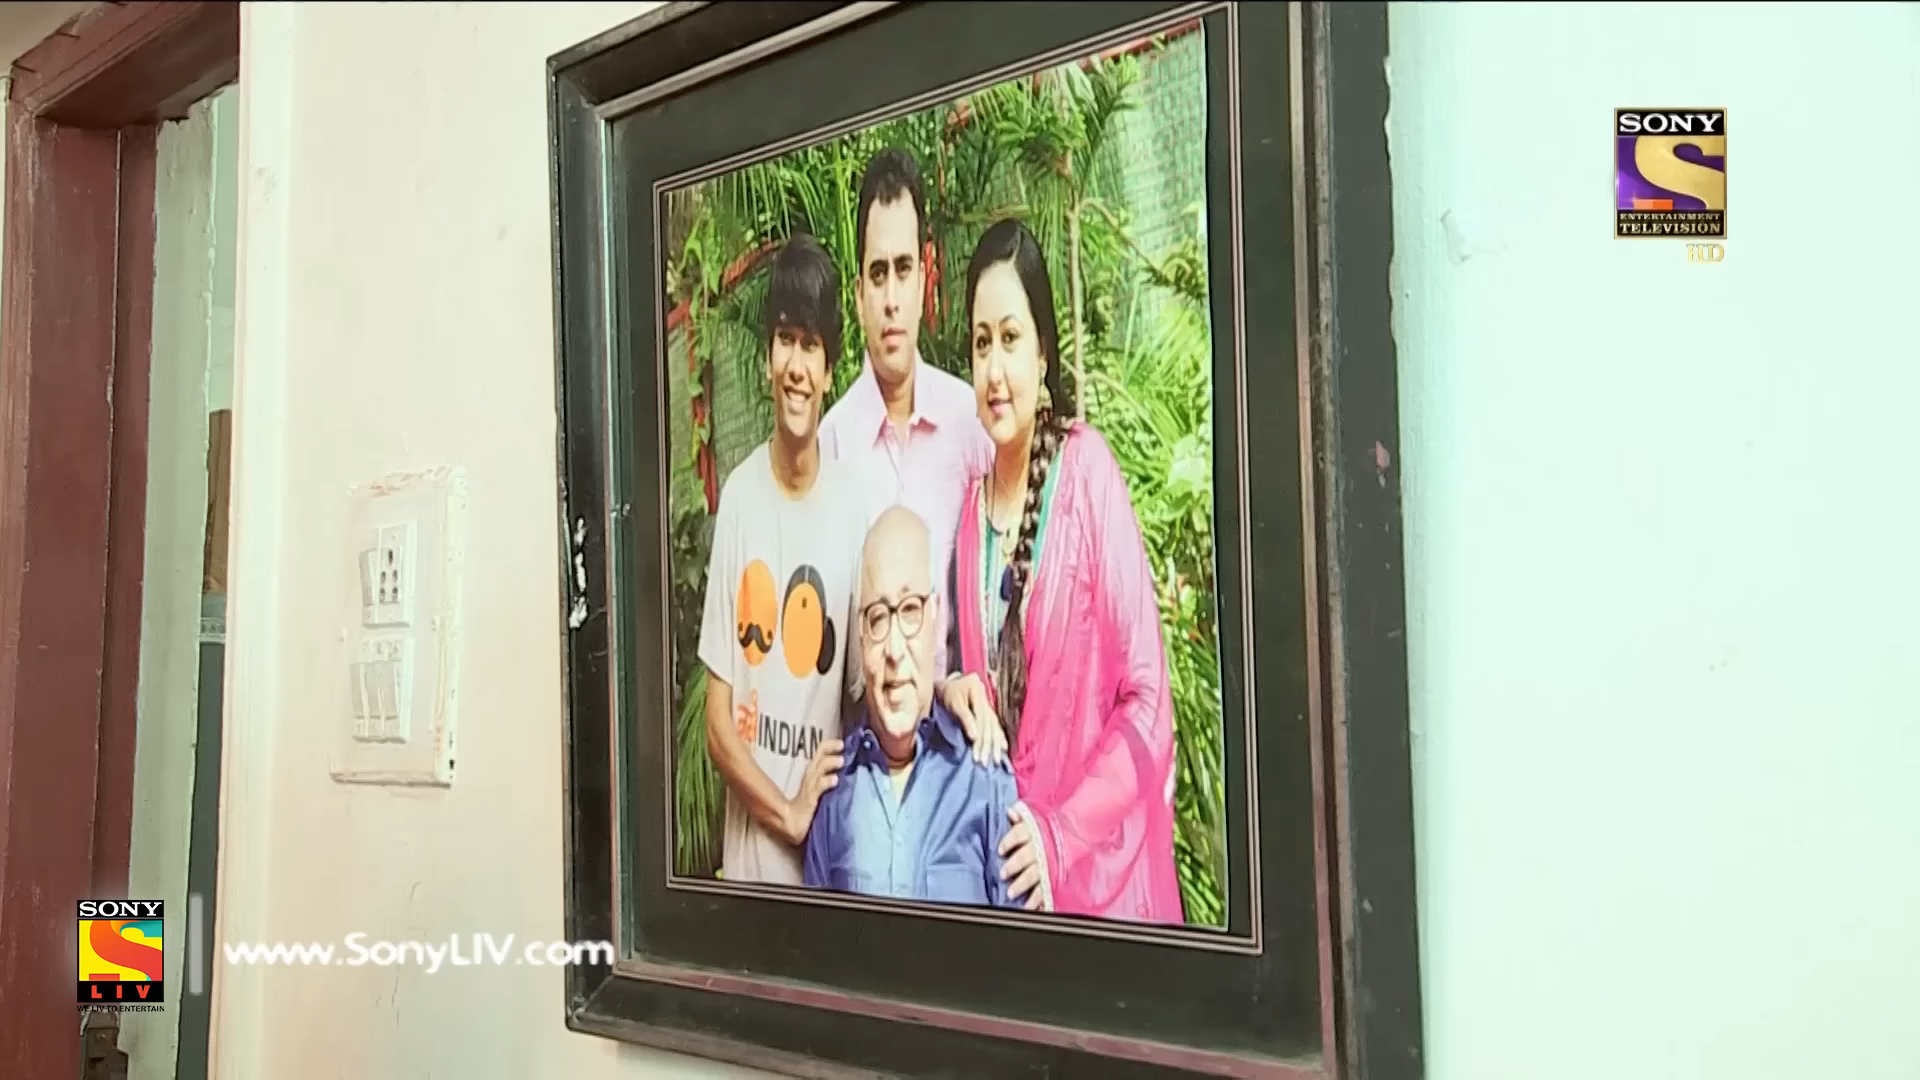 SONY
ENTERTAINMENT
TELEVISION
HD
INDIAN
SONY
LIV
WE LIV TO ENTERTAIN
www.SonyLIV.com